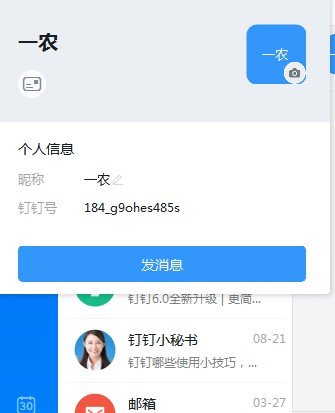 一农
一农
个人信息
昵称 一农
钉钉号 184_g9ohes485s
发消息
钉钉6.0全新升级 | 更简...
钉钉小秘书 08-21
钉钉哪些使用小技巧，...
邮箱 03-27
30